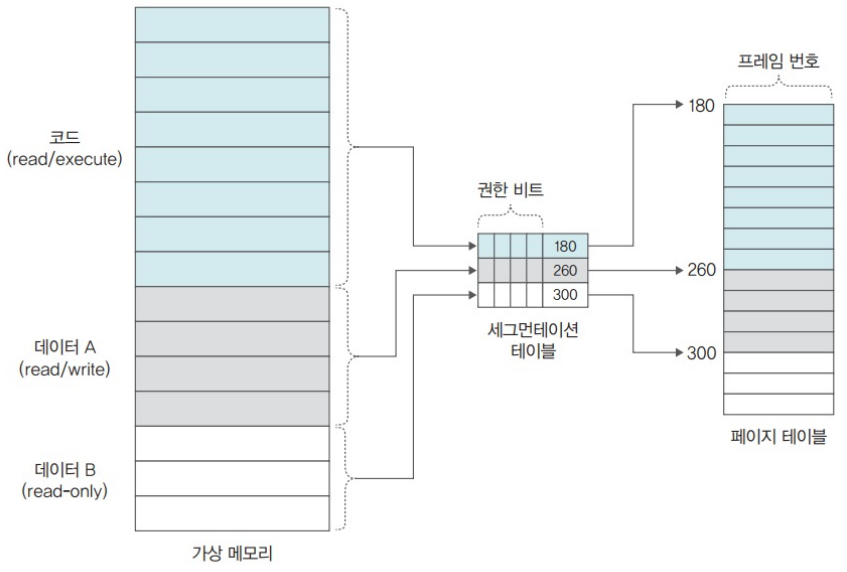 코드
(read/execute)
데이터 A
(read/write)
데이터 B
(read-only)
가상 메모리
권한 비트
180
260
300
세그먼테이션
테이블
프레임 번호
180
260
300
페이지 테이블